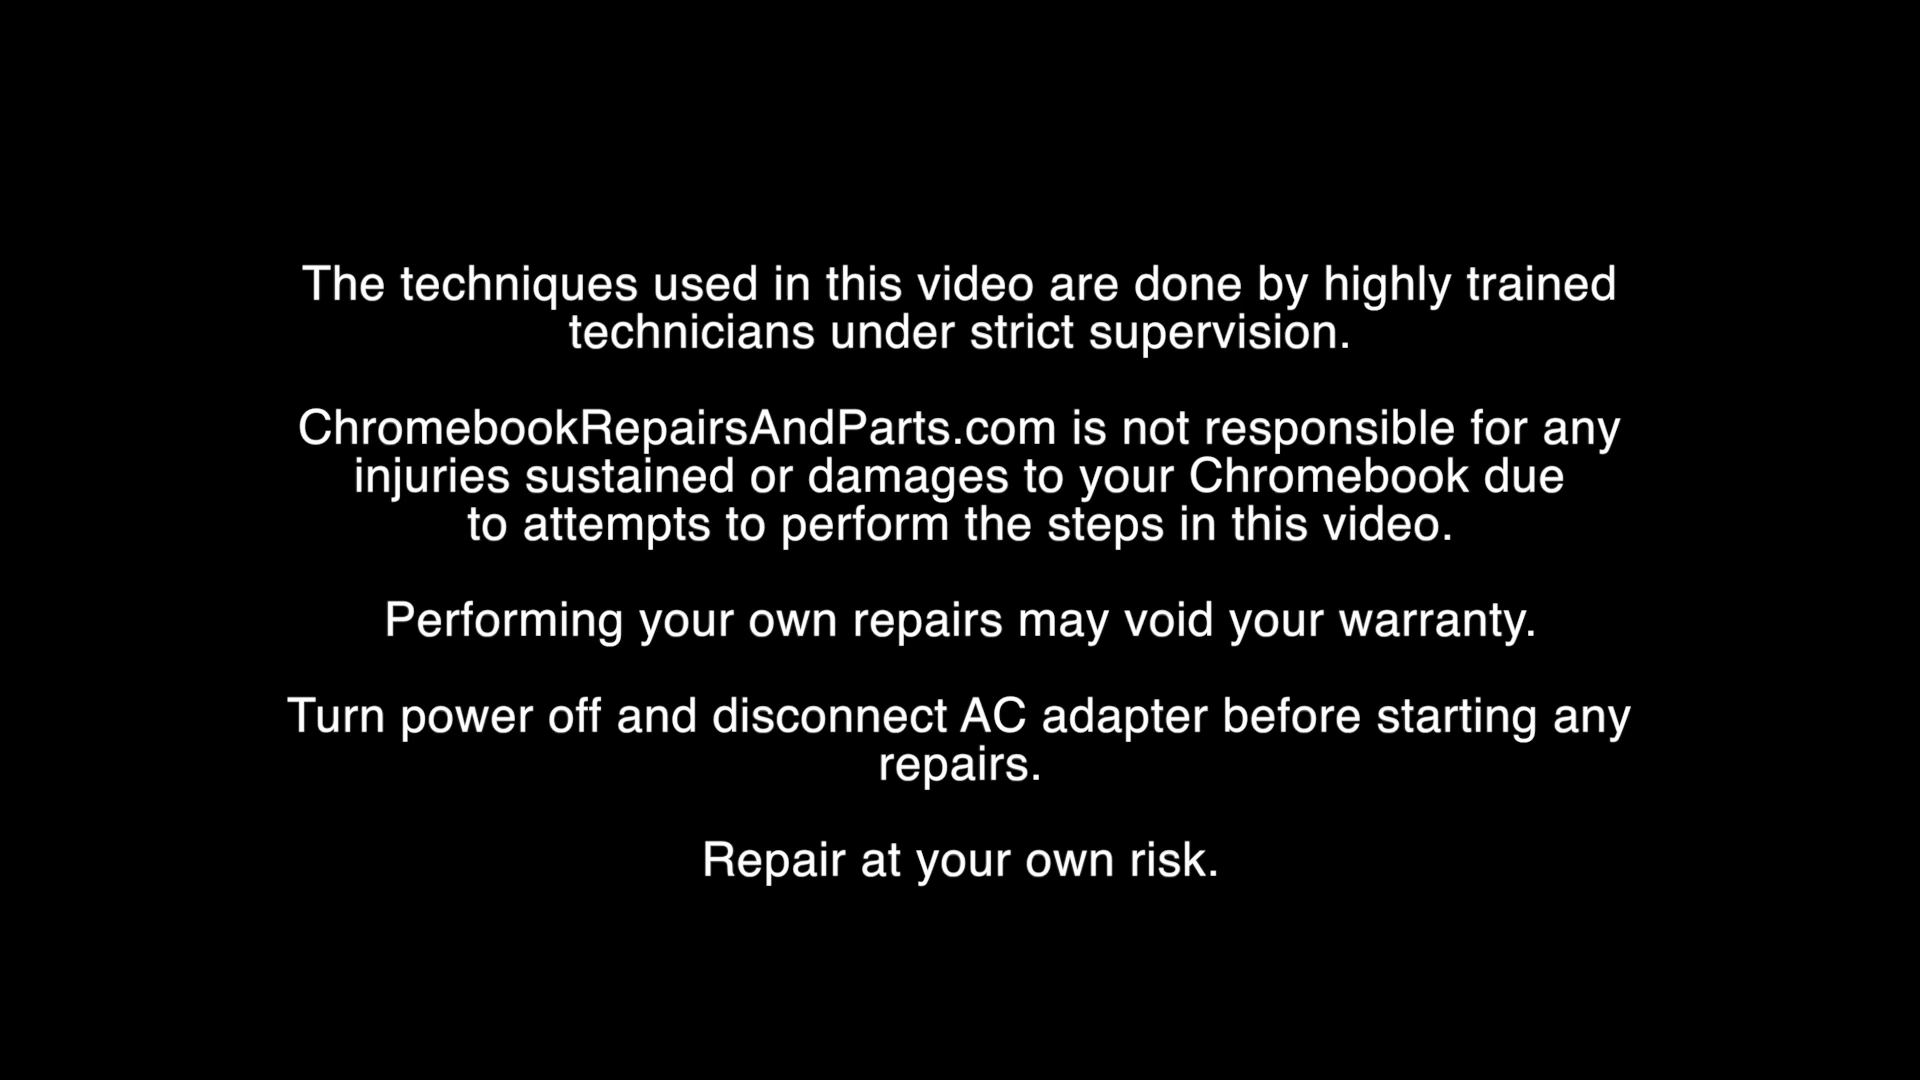 The techniques used in this video are done by highly trained
technicians under strict supervision.
ChromebookRepairsAndParts.com is not responsible for any
injuries sustained or damages to your Chromebook due
to attempts to perform the steps in this video.
Performing your own repairs may void your warranty.
Turn power off and disconnect AC adapter before starting any
repairs.
Repair at your own risk.